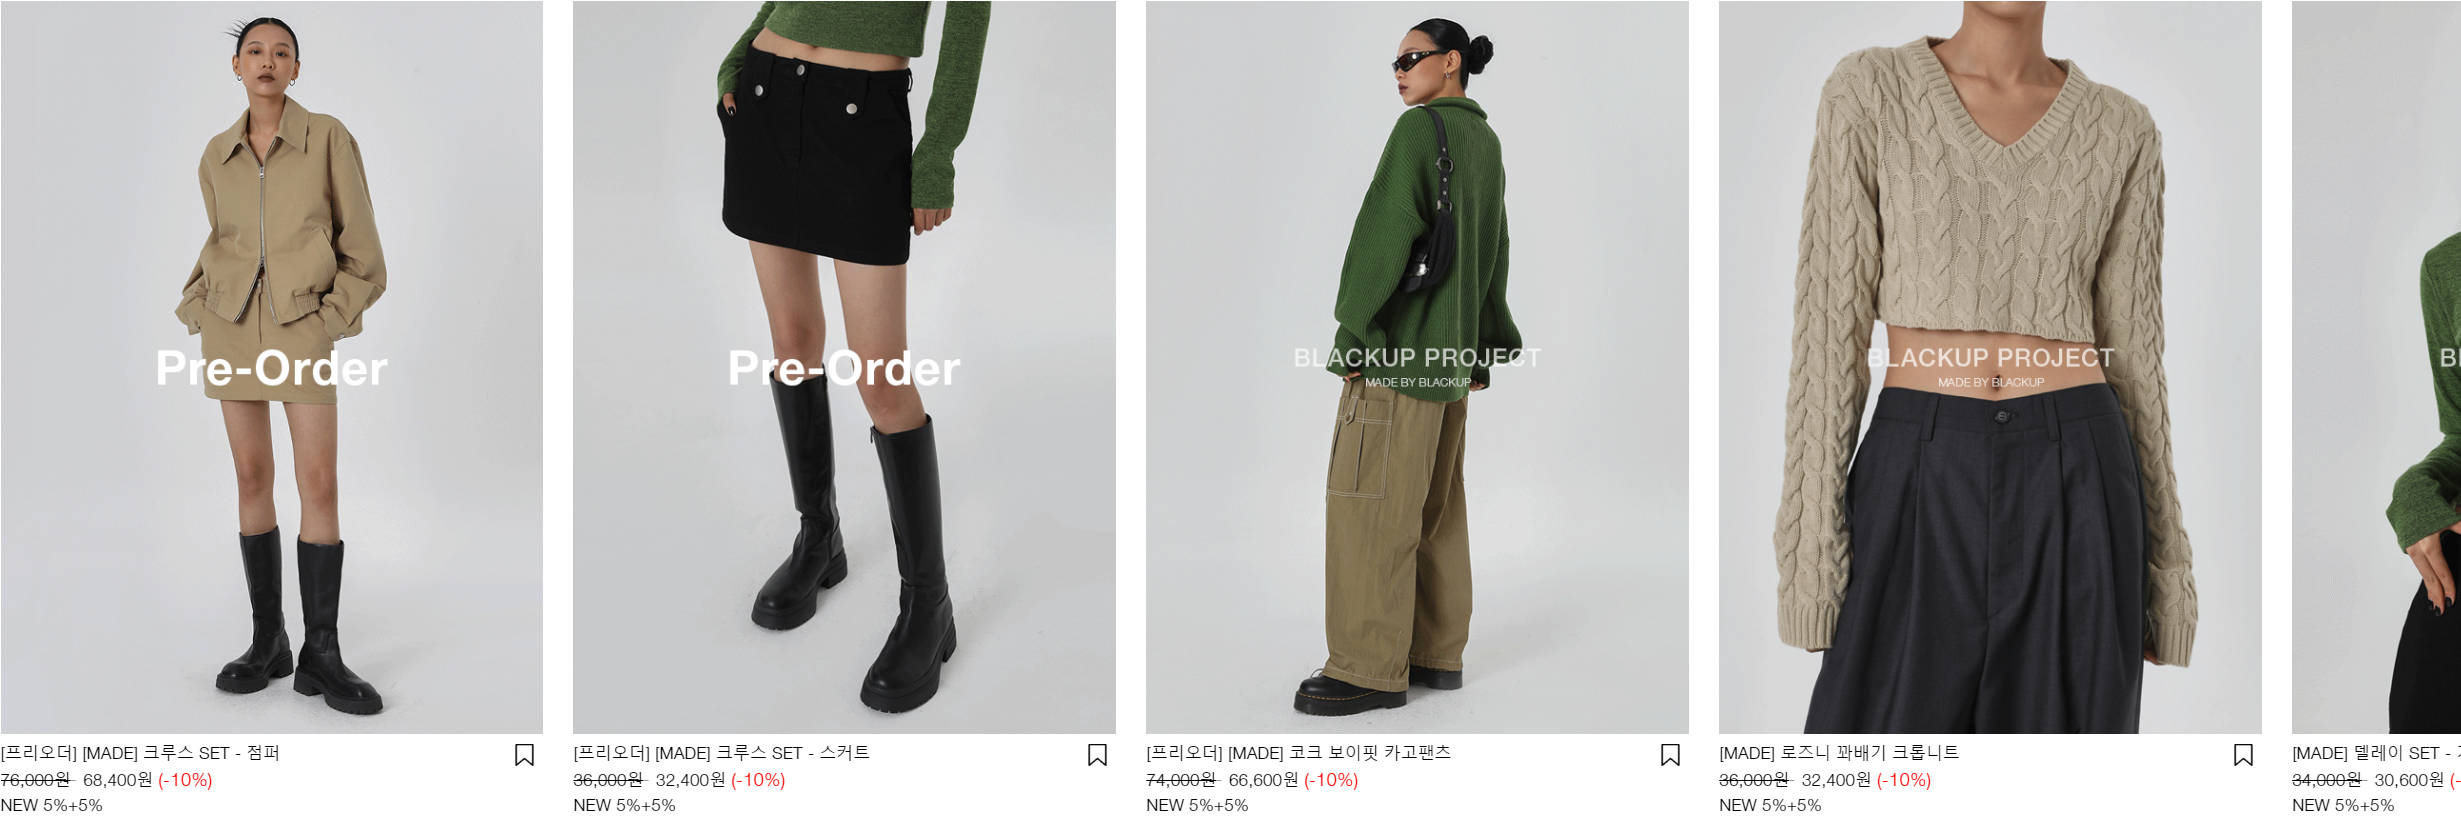 Pre-Order
Pre-Order
BLACKUP PROJECT
MADE BY BLACKUP
BLACKUP PROJECT
MADE BY BLACKUP
[프리오더] [MADE] 크루스 SET - 점퍼
76,000원 68,400원 (-10%)
NEW 5%+5%
[프리오더] [MADE] 크루스 SET - 스커트
36,000원 32,400원 (-10%)
NEW 5%+5%
[프리오더] [MADE] 코크 보이핏 카고팬츠
74,000원 66,600원 (-10%)
NEW 5%+5%
[MADE] 로즈니 꽈배기 크롭니트
36,000원 32,400원 (-10%)
NEW 5%+5%
[MADE] 델레이 SET -
34,000원 30,600원
NEW 5%+5%